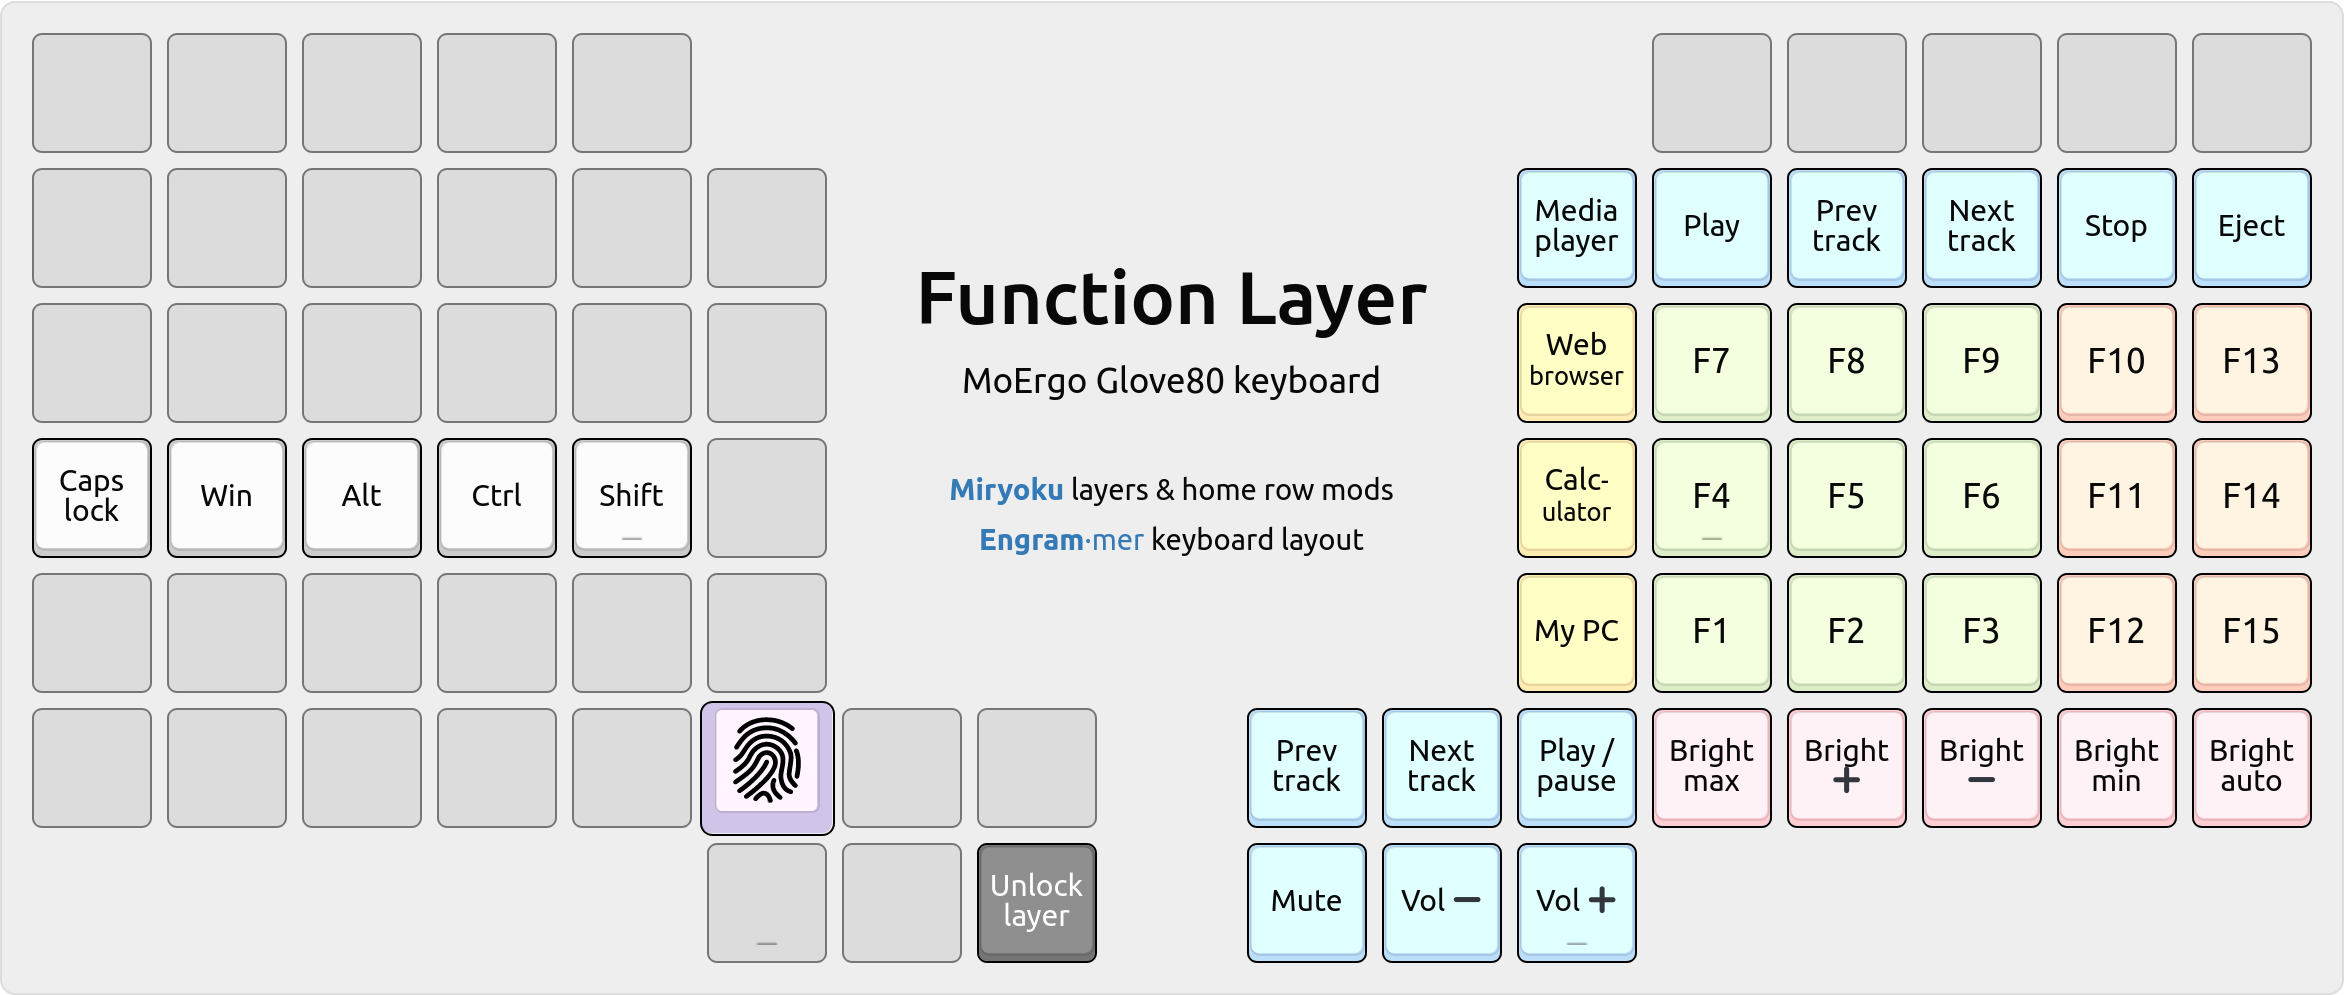 Media
player
Play
Prev
track
Next
track
Stop
Eject
Function Layer
MoErgo Glove80 keyboard
Miryoku layers & home row mods
Engram·mer keyboard layout
Web
browser
F7
F8
F9
F10
F13
Caps
lock
Win
Alt
Ctrl
Shift
_
Calc-
ulator
F4
_
F5
F6
F11
F14
My PC
F1
F2
F3
F12
F15
Prev
track
Next
track
Play /
pause
Bright
max
Bright
+
Bright
−
Bright
min
Bright
auto
_
Unlock
layer
Mute
Vol −
Vol +
_